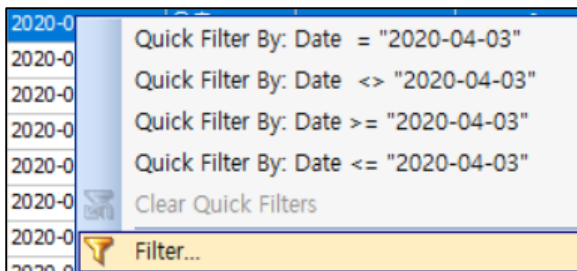 2020-0
Quick Filter By: Date = "2020-04-03"
2020-0
Quick Filter By: Date <> "2020-04-03"
2020-0
Quick Filter By: Date >= "2020-04-03"
2020-0
Quick Filter By: Date <= "2020-04-03"
2020-0
2020-0
Clear Quick Filters
2020-0
Filter...
2020-0